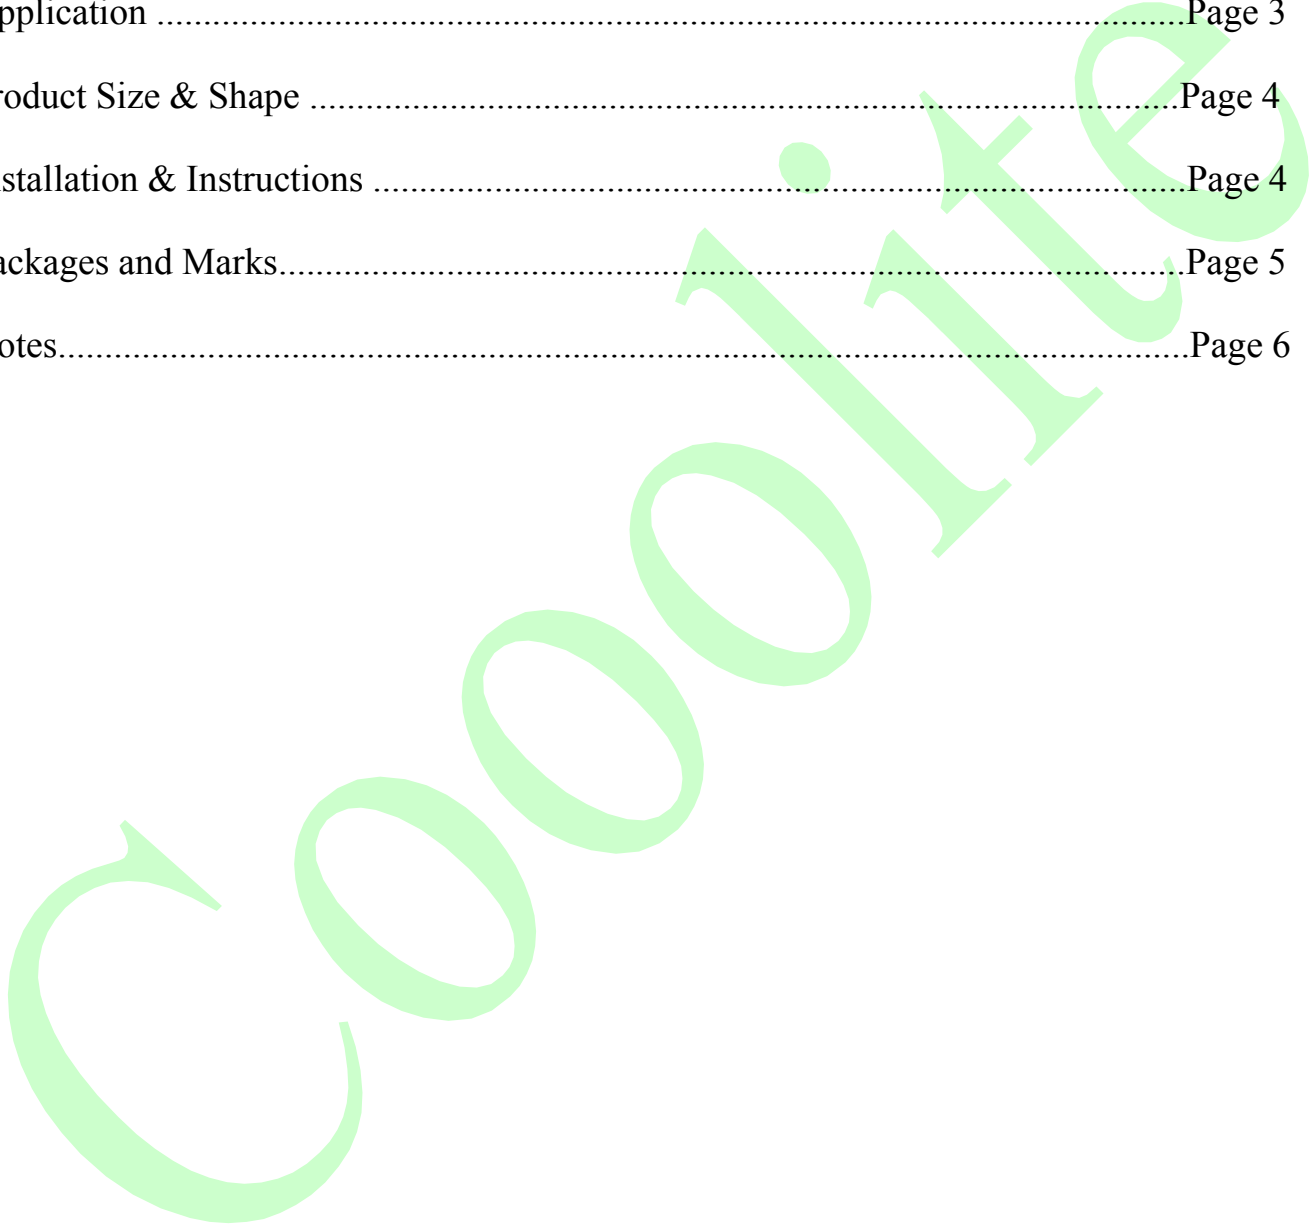 pplication ........................................................................................................Page 3
roduct Size & Shape ........................................................................................Page 4
stallation & Instructions ..................................................................................Page 4
ackages and Marks............................................................................................Page 5
otes...................................................................................................................Page 6
Cooolite